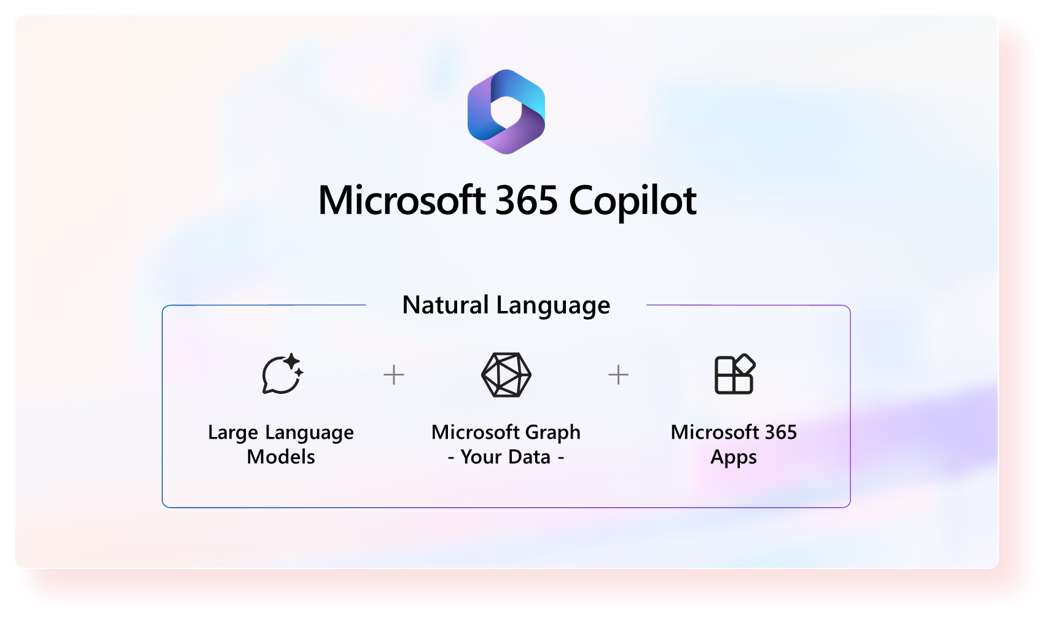 Microsoft 365 Copilot
Natural Language
Large Language
Models
Microsoft Graph
- Your Data -
Microsoft 365
Apps